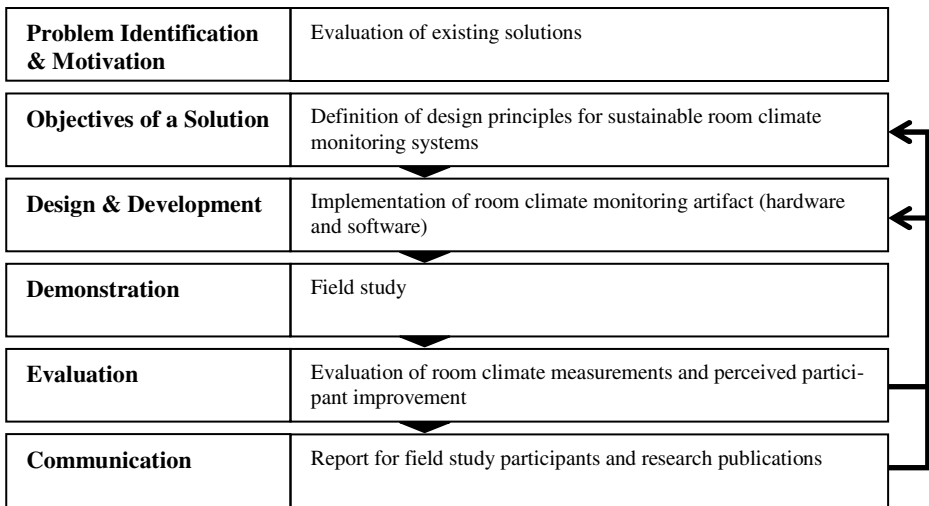 Problem Identification
& Motivation
Evaluation of existing solutions
Objectives of a Solution
Definition of design principles for sustainable room climate
monitoring systems
Design & Development
Implementation of room climate monitoring artifact (hardware
and software)
Demonstration
Field study
Evaluation
Evaluation of room climate measurements and perceived partici-
pant improvement
Communication
Report for field study participants and research publications